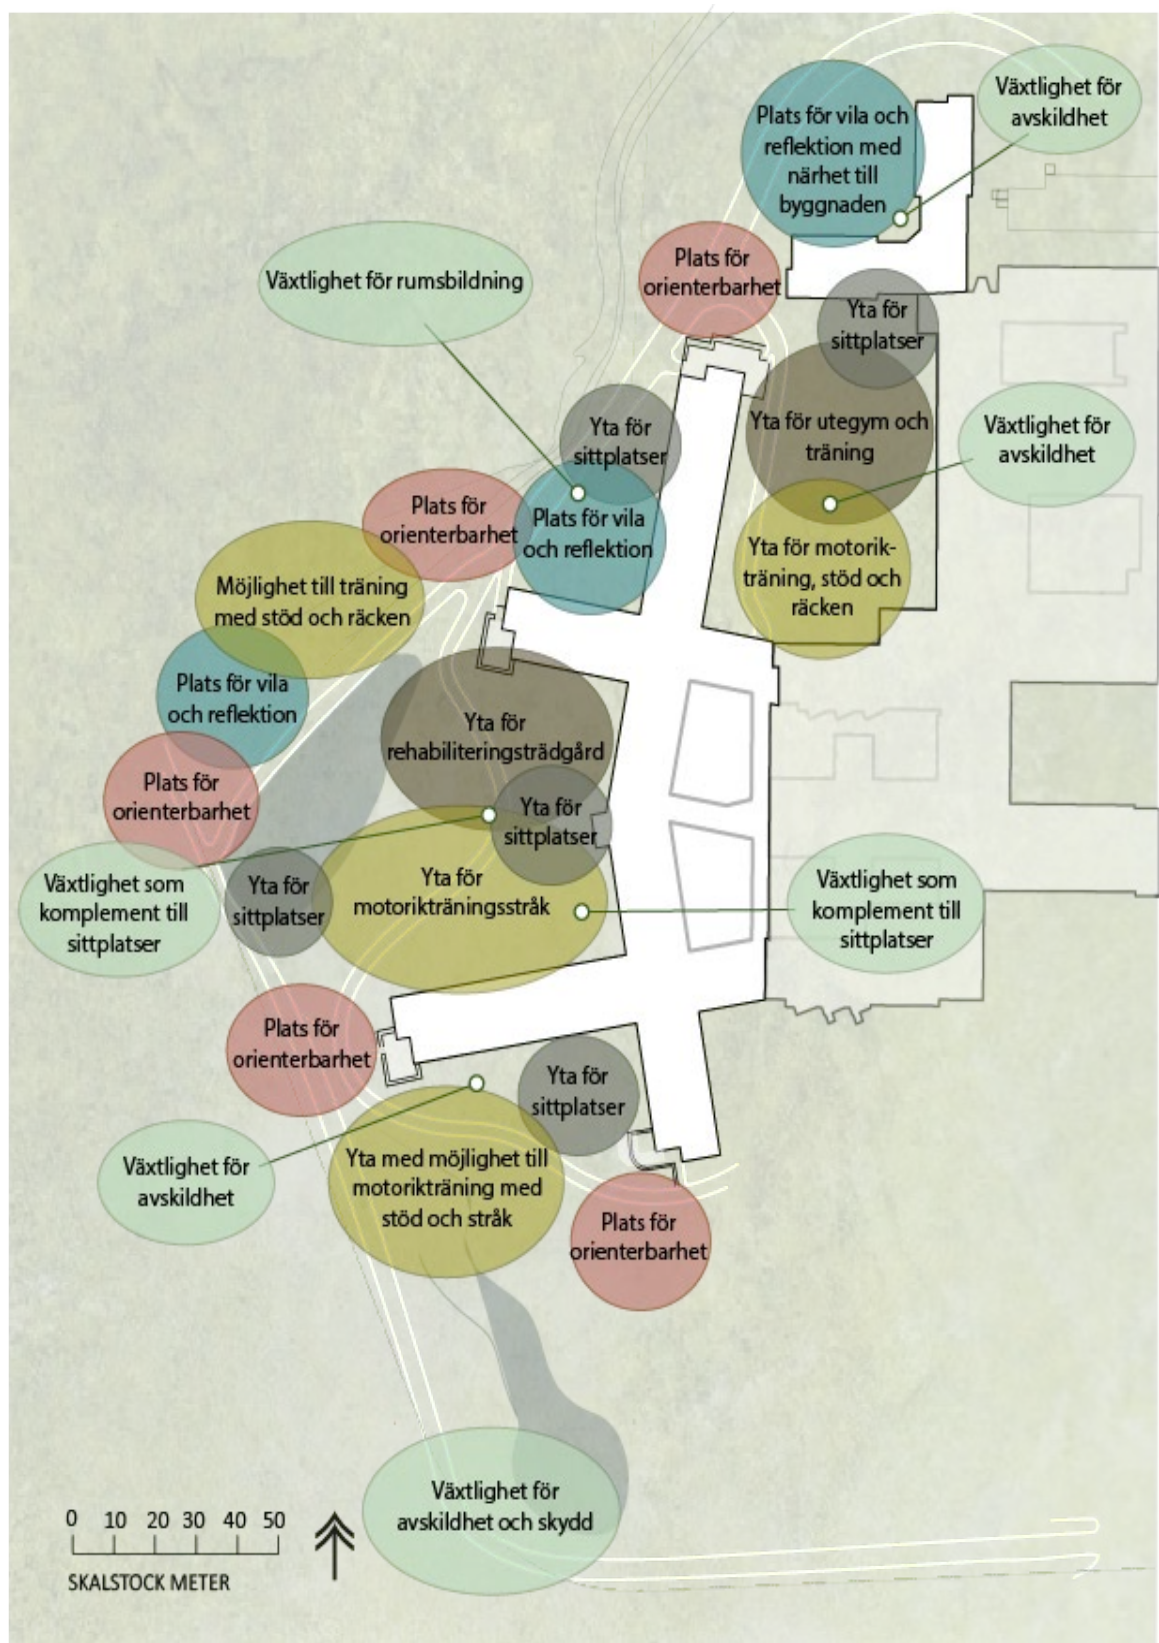 Växtlighet för
avskildhet
Plats för vila och
reflektion med
närhet till
byggnaden
Plats för
orienterbarhet
Växtlighet för rumsbildning
Yta för
sittplatser
Yta för
sittplatser
Yta för utegym och
träning
Växtlighet för
avskildhet
Plats för
orienterbarhet
Plats för vila
och reflektion
Yta för motorik-
träning, stöd och
räcken
Möjlighet till träning
med stöd och räcken
Plats för vila
och reflektion
Yta för
rehabiliteringsträdgård
Plats för
orienterbarhet
Yta för
sittplatser
Växtlighet som
komplement till
sittplatser
Yta för
sittplatser
Yta för
motorikträningsstråk
Växtlighet som
komplement till
sittplatser
Plats för
orienterbarhet
Yta för
sittplatser
Växtlighet för
avskildhet
Yta med möjlighet till
motorikträning med
stöd och stråk
Plats för
orienterbarhet
Växtlighet för
avskildhet och skydd
0 10 20 30 40 50
SKALSTOCK METER